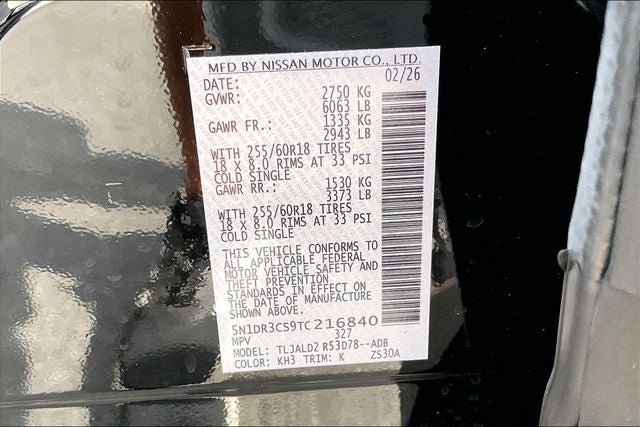 MFD BY NISSAN MOTOR CO., LTD.
DATE: 02/26
GVWR: 2750 KG
6063 LB
GAWR FR.: 1335 KG
2943 LB
WITH 255/60R18 TIRES
18 X 8.0 RIMS AT 33 PSI
COLD SINGLE
GAWR RR.: 1530 KG
3373 LB
WITH 255/60R18 TIRES
18 X 8.0 RIMS AT 33 PSI
COLD SINGLE
THIS VEHICLE CONFORMS TO
ALL APPLICABLE FEDERAL
MOTOR VEHICLE SAFETY AND
THEFT PREVENTION
STANDARDS IN EFFECT ON
THE DATE OF MANUFACTURE
SHOWN ABOVE.
5N1DR3CS9TC216840
MPV 327
MODEL: TLJALD2 R53D78--ADB
COLOR: KH3 TRIM: K ZS30A